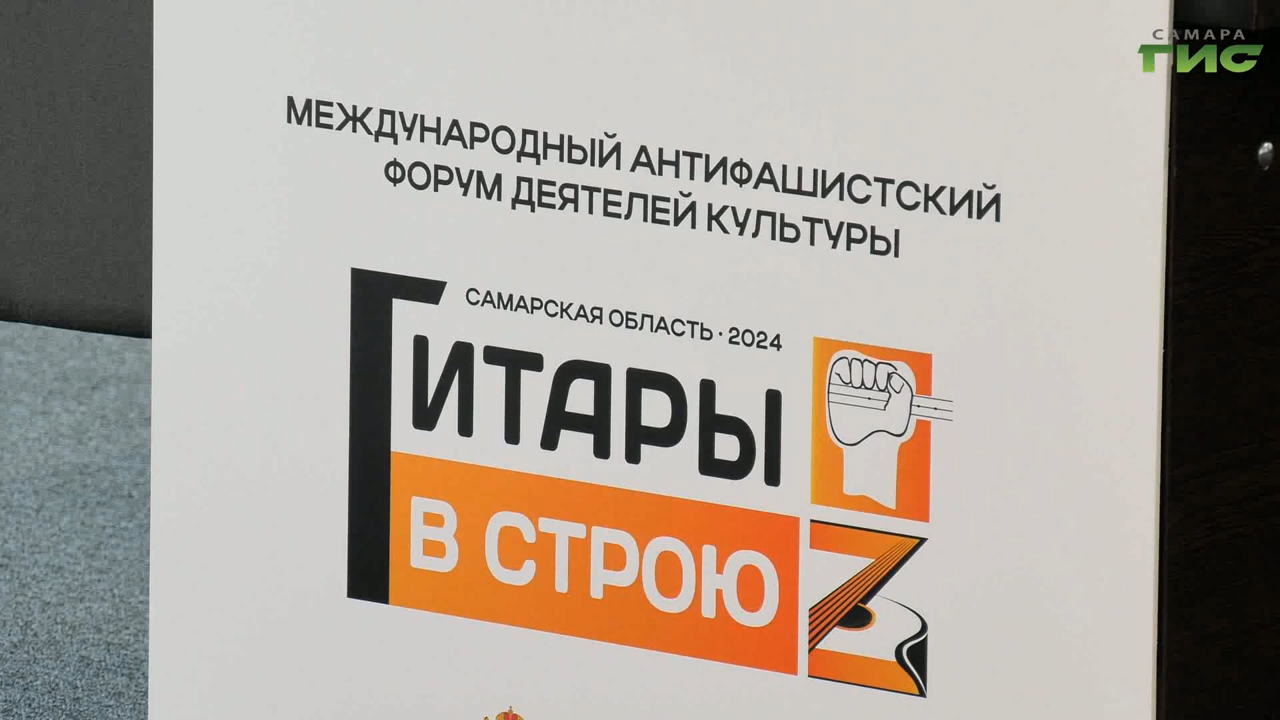 САМАРА
ГИС
МЕЖДУНАРОДНЫЙ АНТИФАШИСТСКИЙ
ФОРУМ ДЕЯТЕЛЕЙ КУЛЬТУРЫ
САМАРСКАЯ ОБЛАСТЬ · 2024
ГИТАРЫ
В СТРОЮ